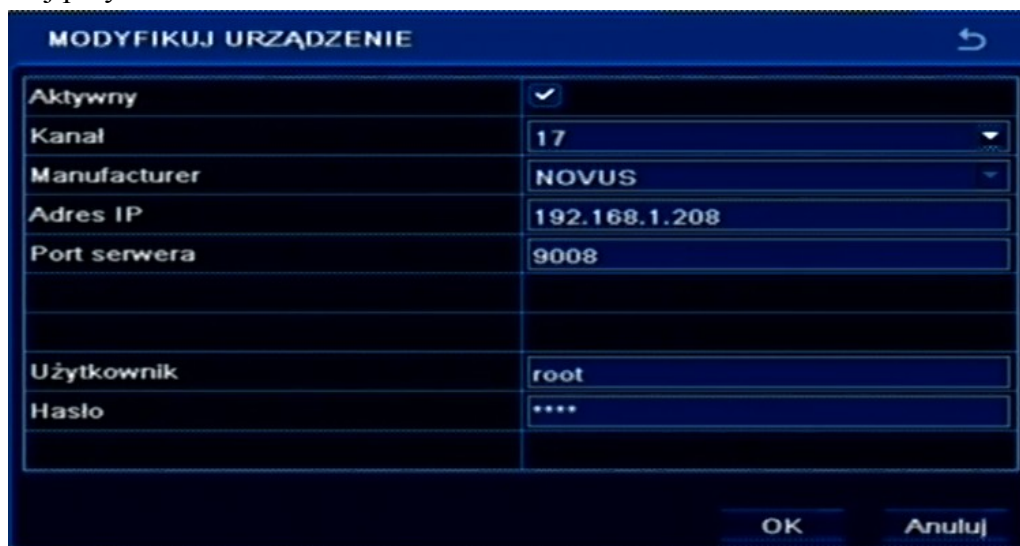 MODYFIKUJ URZĄDZENIE
Aktywny
Kanał 17
Manufacturer NOVUS
Adres IP 192.168.1.208
Port serwera 9008
Użytkownik root
Hasło ****
OK Anuluj